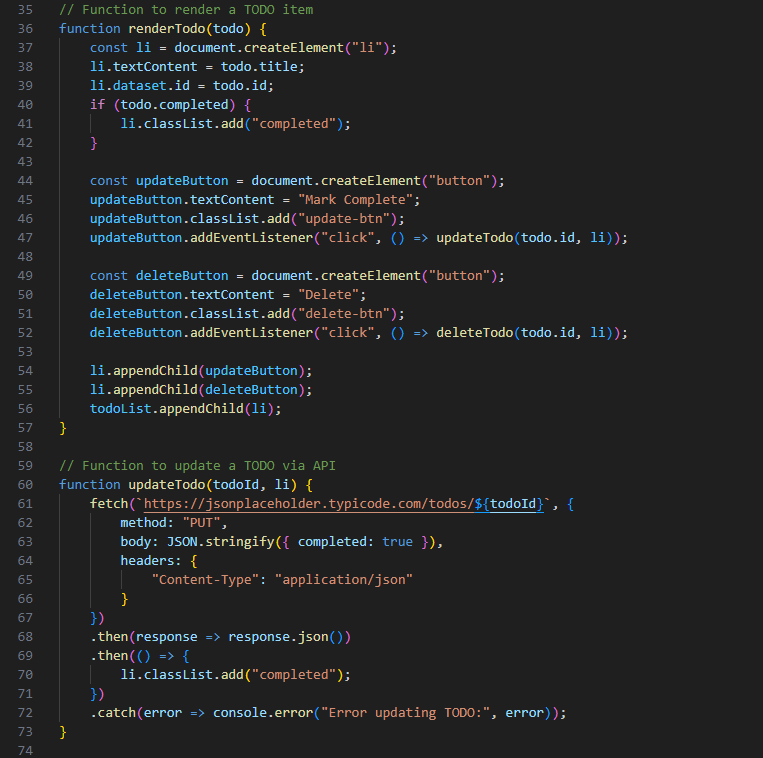 35 // Function to render a TODO item
36 function renderTodo(todo) {
37     const li = document.createElement("li");
38     li.textContent = todo.title;
39     li.dataset.id = todo.id;
40     if (todo.completed) {
41         li.classList.add("completed");
42     }
43
44     const updateButton = document.createElement("button");
45     updateButton.textContent = "Mark Complete";
46     updateButton.classList.add("update-btn");
47     updateButton.addEventListener("click", () => updateTodo(todo.id, li));
48
49     const deleteButton = document.createElement("button");
50     deleteButton.textContent = "Delete";
51     deleteButton.classList.add("delete-btn");
52     deleteButton.addEventListener("click", () => deleteTodo(todo.id, li));
53
54     li.appendChild(updateButton);
55     li.appendChild(deleteButton);
56     todoList.appendChild(li);
57 }
58
59 // Function to update a TODO via API
60 function updateTodo(todoId, li) {
61     fetch(`https://jsonplaceholder.typicode.com/todos/${todoId}`, {
62         method: "PUT",
63         body: JSON.stringify({ completed: true }),
64         headers: {
65             "Content-Type": "application/json"
66         }
67     })
68     .then(response => response.json())
69     .then(() => {
70         li.classList.add("completed");
71     })
72     .catch(error => console.error("Error updating TODO:", error));
73 }
74